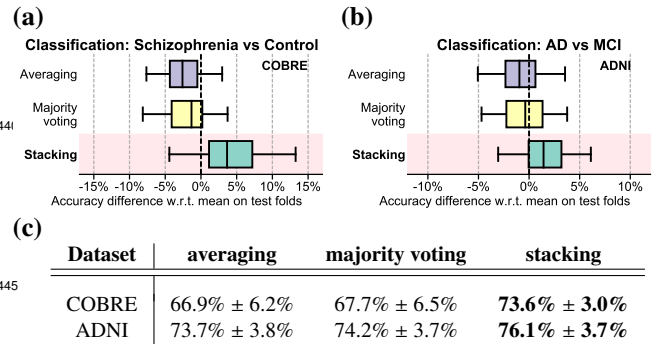 (a)
Classification: Schizophrenia vs Control
COBRE
Averaging
Majority
voting
Stacking
-15% -10% -5% 0% 5% 10% 15%
Accuracy difference w.r.t. mean on test folds
(b)
Classification: AD vs MCI
ADNI
Averaging
Majority
voting
Stacking
-10% -5% 0% 5% 10%
Accuracy difference w.r.t. mean on test folds
(c)
Dataset averaging majority voting stacking
445
COBRE 66.9% ± 6.2% 67.7% ± 6.5% 73.6% ± 3.0%
ADNI 73.7% ± 3.8% 74.2% ± 3.7% 76.1% ± 3.7%